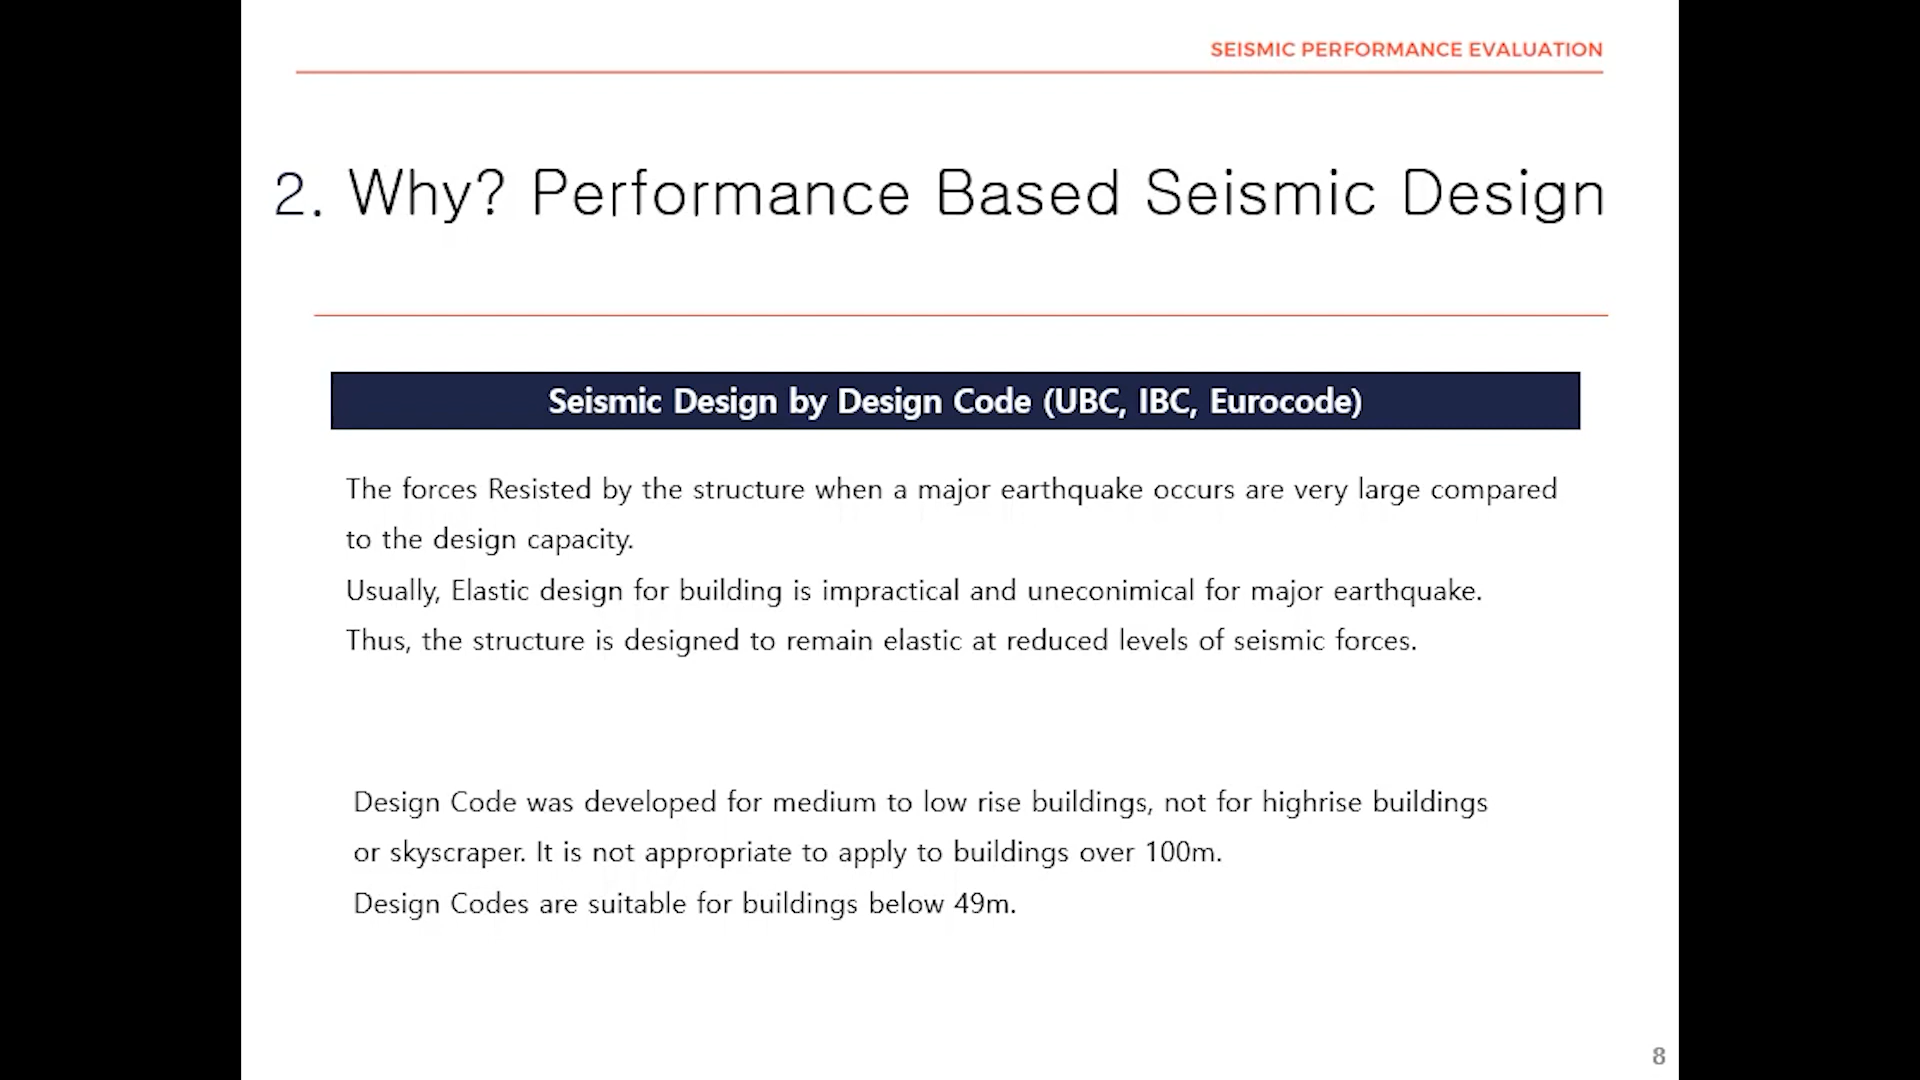 SEISMIC PERFORMANCE EVALUATION
2. Why? Performance Based Seismic Design
Seismic Design by Design Code (UBC, IBC, Eurocode)
The forces Resisted by the structure when a major earthquake occurs are very large compared
to the design capacity.
Usually, Elastic design for building is impractical and uneconimical for major earthquake.
Thus, the structure is designed to remain elastic at reduced levels of seismic forces.
Design Code was developed for medium to low rise buildings, not for highrise buildings
or skyscraper. It is not appropriate to apply to buildings over 100m.
Design Codes are suitable for buildings below 49m.
8